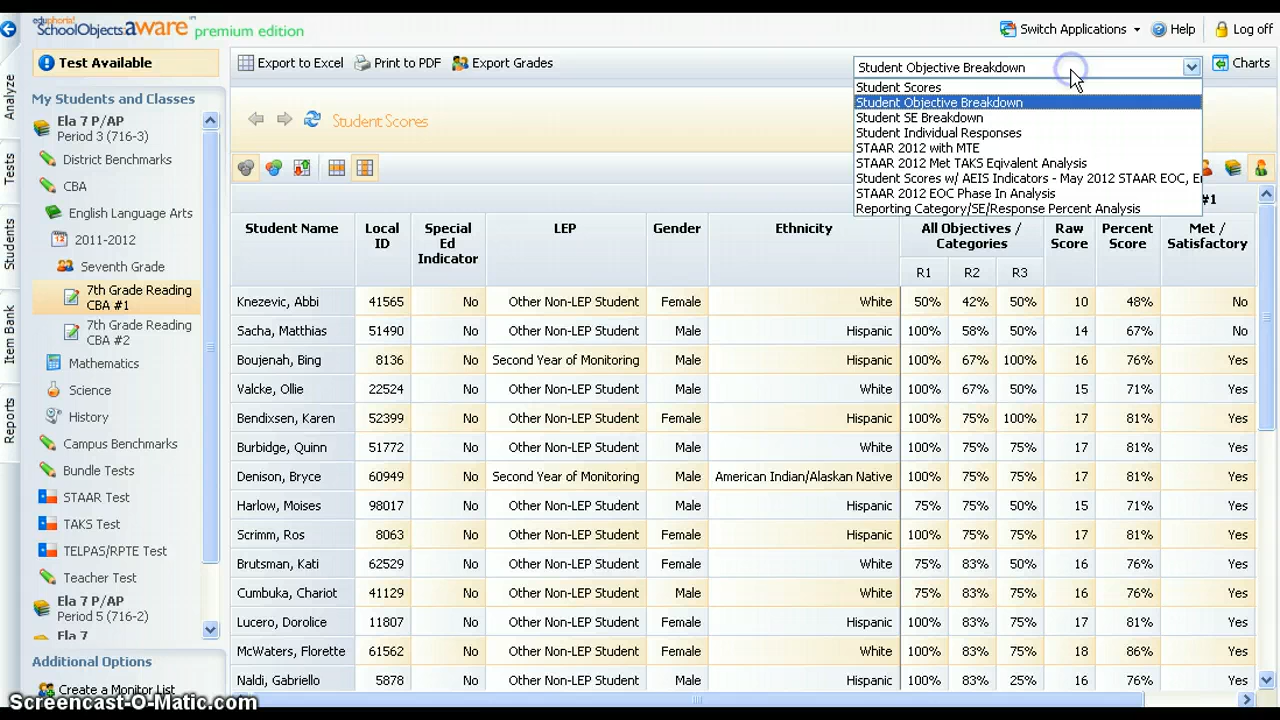 eduphoria!
SchoolObjects:aware premium edition
Switch Applications
Help
Log off
Test Available
Export to Excel
Print to PDF
Export Grades
Student Objective Breakdown
Charts
Student Scores
Student Objective Breakdown
Student SE Breakdown
Student Individual Responses
STAAR 2012 with MTE
STAAR 2012 Met TAKS Eqivalent Analysis
Student Scores w/ AEIS Indicators - May 2012 STAAR EOC, E
STAAR 2012 EOC Phase In Analysis
Reporting Category/SE/Response Percent Analysis
Analyze
Tests
Students
Item Bank
Reports
My Students and Classes
Ela 7 P/AP
Period 3 (716-3)
District Benchmarks
CBA
English Language Arts
2011-2012
Seventh Grade
7th Grade Reading
CBA #1
7th Grade Reading
CBA #2
Mathematics
Science
History
Campus Benchmarks
Bundle Tests
STAAR Test
TAKS Test
TELPAS/RPTE Test
Teacher Test
Ela 7 P/AP
Period 5 (716-2)
Ela 7
Additional Options
Create a Monitor List
Student Scores
#1
Student Name Local ID Special Ed Indicator LEP Gender Ethnicity All Objectives / Categories Raw Score Percent Score Met / Satisfactory
R1 R2 R3
Knezevic, Abbi 41565 No Other Non-LEP Student Female White 50% 42% 50% 10 48% No
Sacha, Matthias 51490 No Other Non-LEP Student Male Hispanic 100% 58% 50% 14 67% No
Boujenah, Bing 8136 No Second Year of Monitoring Male Hispanic 100% 67% 100% 16 76% Yes
Valcke, Ollie 22524 No Other Non-LEP Student Male White 100% 67% 50% 15 71% Yes
Bendixsen, Karen 52399 No Other Non-LEP Student Female Hispanic 100% 75% 100% 17 81% Yes
Burbidge, Quinn 51772 No Other Non-LEP Student Male White 100% 75% 75% 17 81% Yes
Denison, Bryce 60949 No Second Year of Monitoring Male American Indian/Alaskan Native 100% 75% 75% 17 81% Yes
Harlow, Moises 98017 No Other Non-LEP Student Male Hispanic 75% 75% 50% 15 71% Yes
Scrimm, Ros 8063 No Other Non-LEP Student Female Hispanic 100% 75% 75% 17 81% Yes
Brutsman, Kati 62529 No Other Non-LEP Student Female Hispanic 75% 83% 50% 16 76% Yes
Cumbuka, Chariot 41129 No Other Non-LEP Student Female White 75% 83% 75% 16 76% Yes
Lucero, Dorolice 11807 No Other Non-LEP Student Female Hispanic 100% 83% 75% 16 76% Yes
McWaters, Florette 61562 No Other Non-LEP Student Female White 100% 83% 75% 18 86% Yes
Naldi, Gabriello 5878 No Other Non-LEP Student Male Hispanic 100% 83% 25% 16 76% Yes
Screencast-O-Matic.com